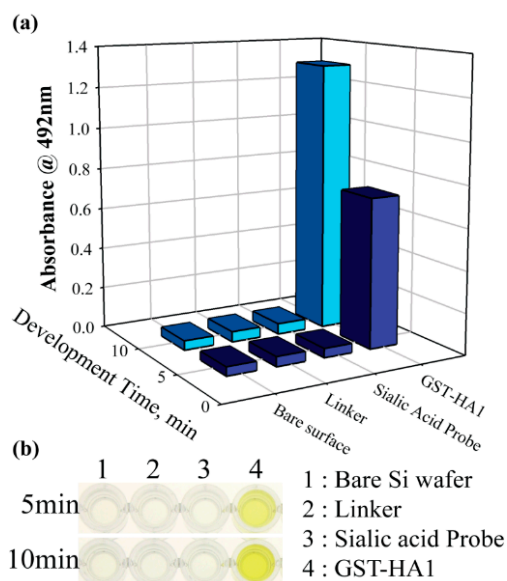 (a)
1.4
1.2
1.0
0.8
0.6
0.4
0.2
0.0
Absorbance @ 492nm
10
5
0
Development Time, min
Bare surface
Linker
Sialic Acid Probe
GST-HA1
(b)
1 2 3 4
5min
10min
1 : Bare Si wafer
2 : Linker
3 : Sialic acid Probe
4 : GST-HA1